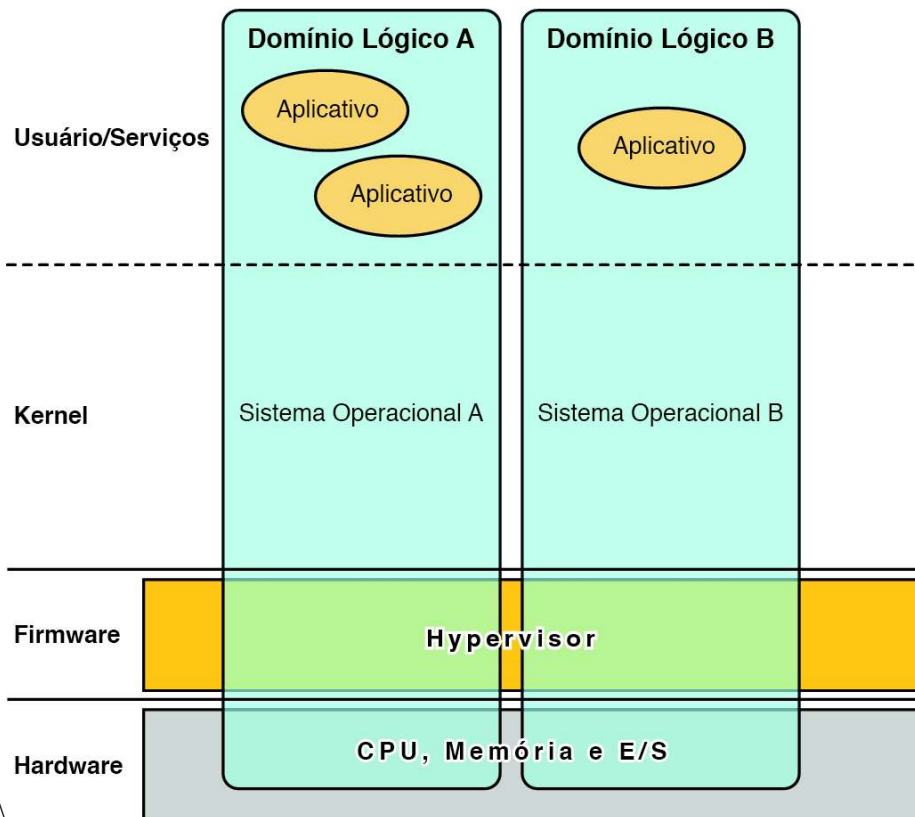 Domínio Lógico A
Domínio Lógico B
Aplicativo
Aplicativo
Aplicativo
Usuário/Serviços
Kernel
Sistema Operacional A
Sistema Operacional B
Firmware
Hypervisor
CPU, Memória e E/S
Hardware